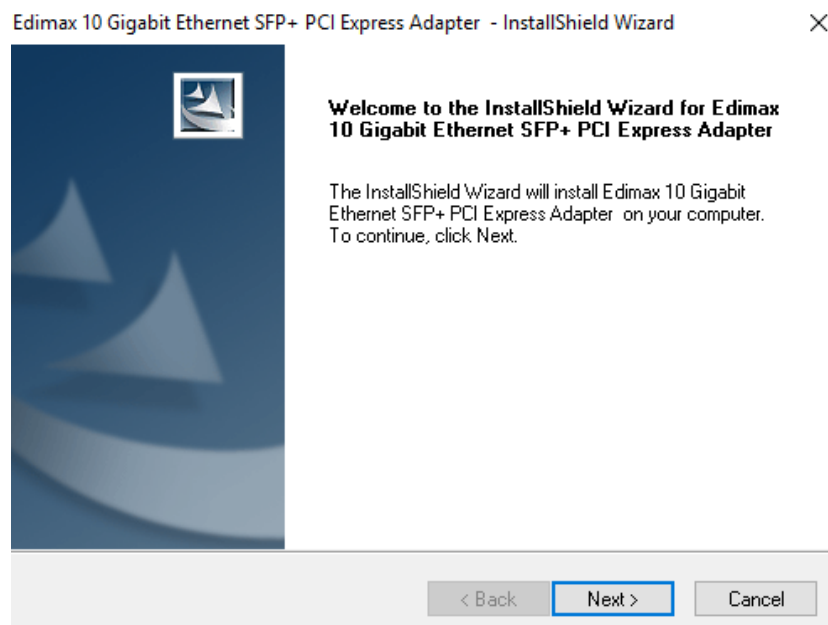 Edimax 10 Gigabit Ethernet SFP+ PCI Express Adapter - InstallShield Wizard
Welcome to the InstallShield Wizard for Edimax
10 Gigabit Ethernet SFP+ PCI Express Adapter
The InstallShield Wizard will install Edimax 10 Gigabit
Ethernet SFP+ PCI Express Adapter on your computer.
To continue, click Next.
< Back Next > Cancel